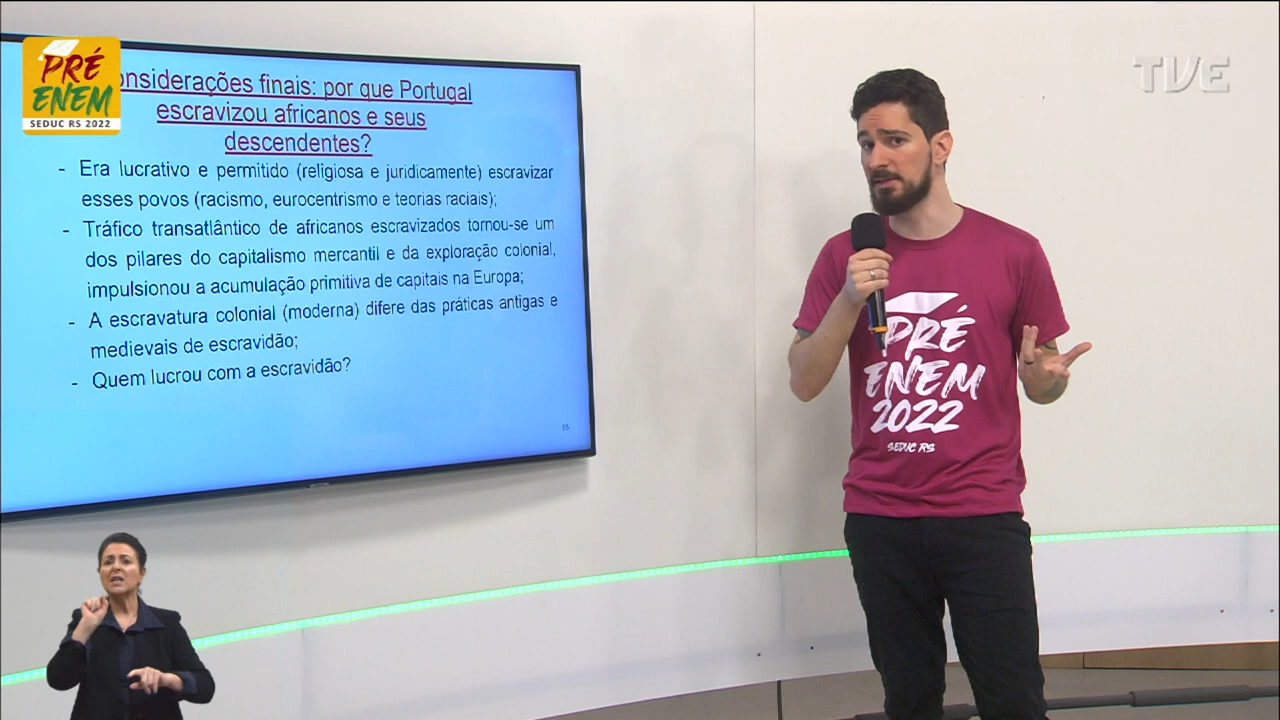 PRÉ
ENEM
SEDUC RS 2022
onsiderações finais: por que Portugal
escravizou africanos e seus
descendentes?
- Era lucrativo e permitido (religiosa e juridicamente) escravizar
esses povos (racismo, eurocentrismo e teorias raciais);
- Tráfico transatlântico de africanos escravizados tornou-se um
dos pilares do capitalismo mercantil e da exploração colonial,
impulsionou a acumulação primitiva de capitais na Europa;
- A escravatura colonial (moderna) difere das práticas antigas e
medievais de escravidão;
- Quem lucrou com a escravidão?
15
TVE
PRÉ
ENEM
2022
SEDUC RS